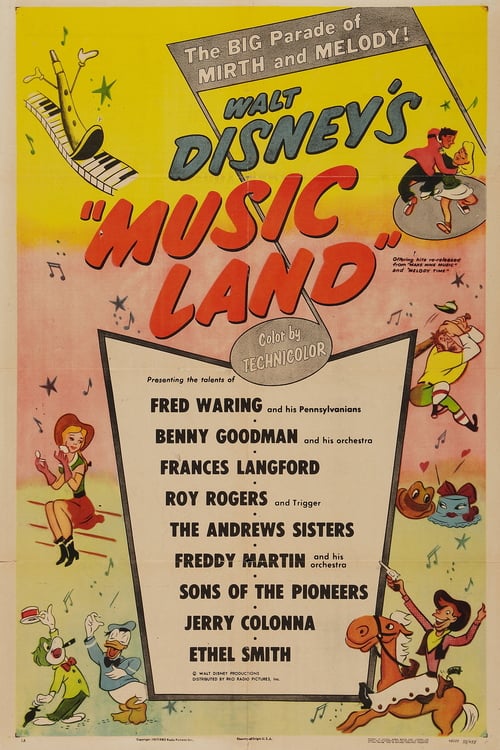 The BIG Parade of
MIRTH and MELODY!
WALT
DISNEY'S
"MUSIC
LAND"
Offering hits re-released
from "MAKE MINE MUSIC"
and "MELODY TIME"
Color by
TECHNICOLOR
Presenting the talents of
FRED WARING and his Pennsylvanians
BENNY GOODMAN and his orchestra
FRANCES LANGFORD
ROY ROGERS and Trigger
THE ANDREWS SISTERS
FREDDY MARTIN and his orchestra
SONS OF THE PIONEERS
JERRY COLONNA
ETHEL SMITH
© WALT DISNEY PRODUCTIONS
DISTRIBUTED BY RKO RADIO PICTURES, Inc.